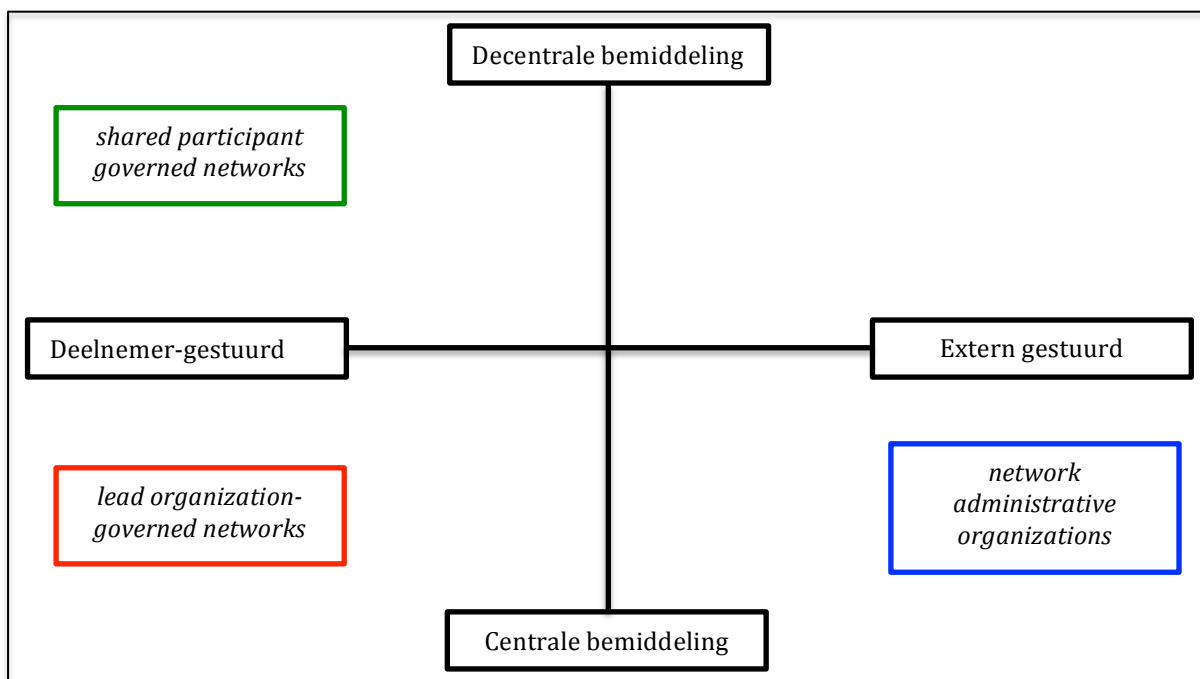 Decentrale bemiddeling
shared participant
governed networks
Deelnemer-gestuurd
Extern gestuurd
lead organization-
governed networks
network
administrative
organizations
Centrale bemiddeling